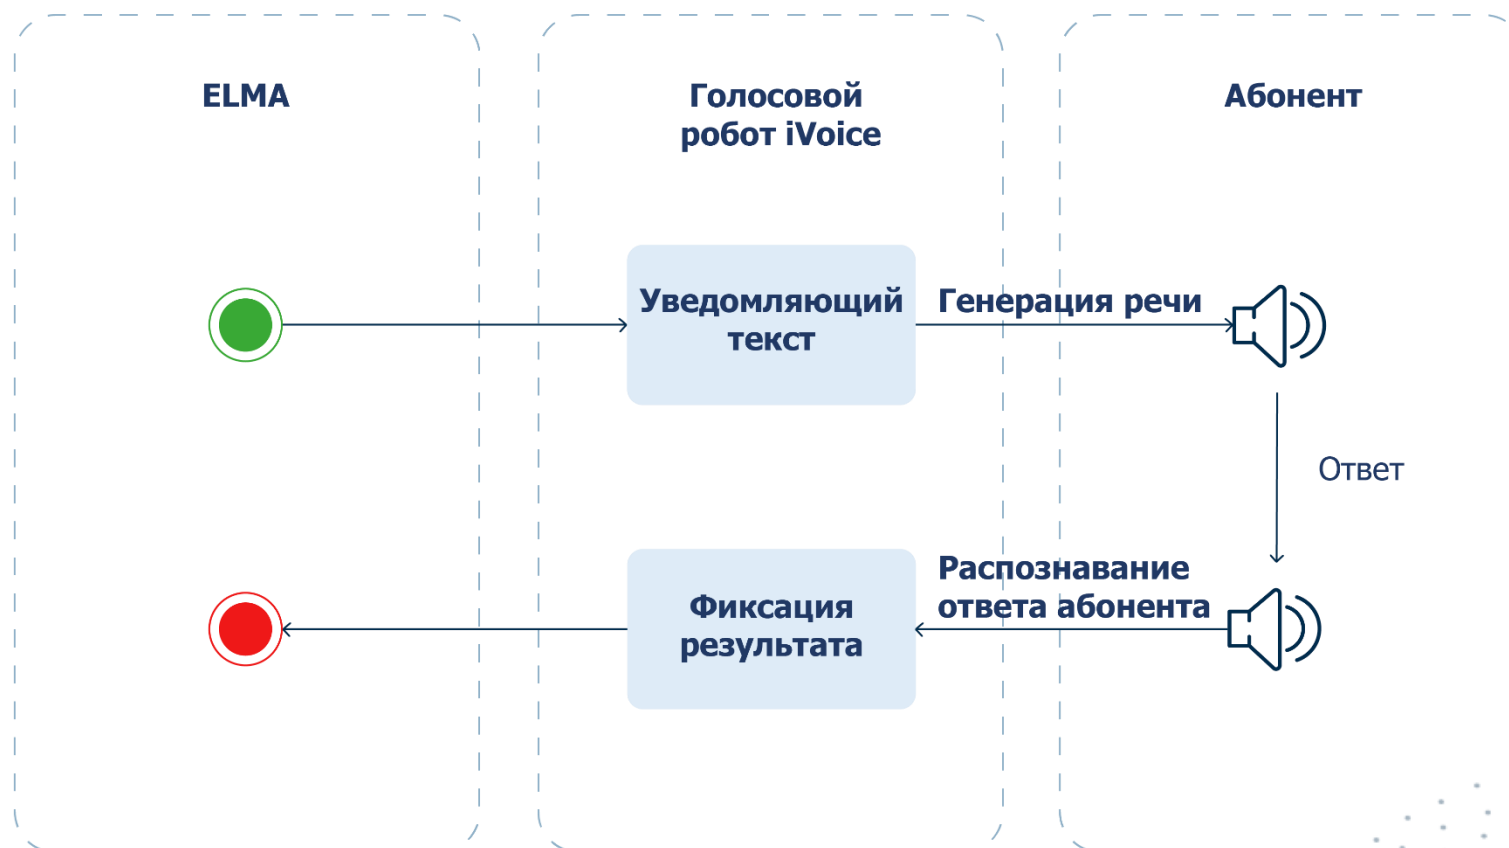 ELMA
Голосовой
робот iVoice
Абонент
Уведомляющий
текст
Генерация речи
Ответ
Распознавание
ответа абонента
Фиксация
результата